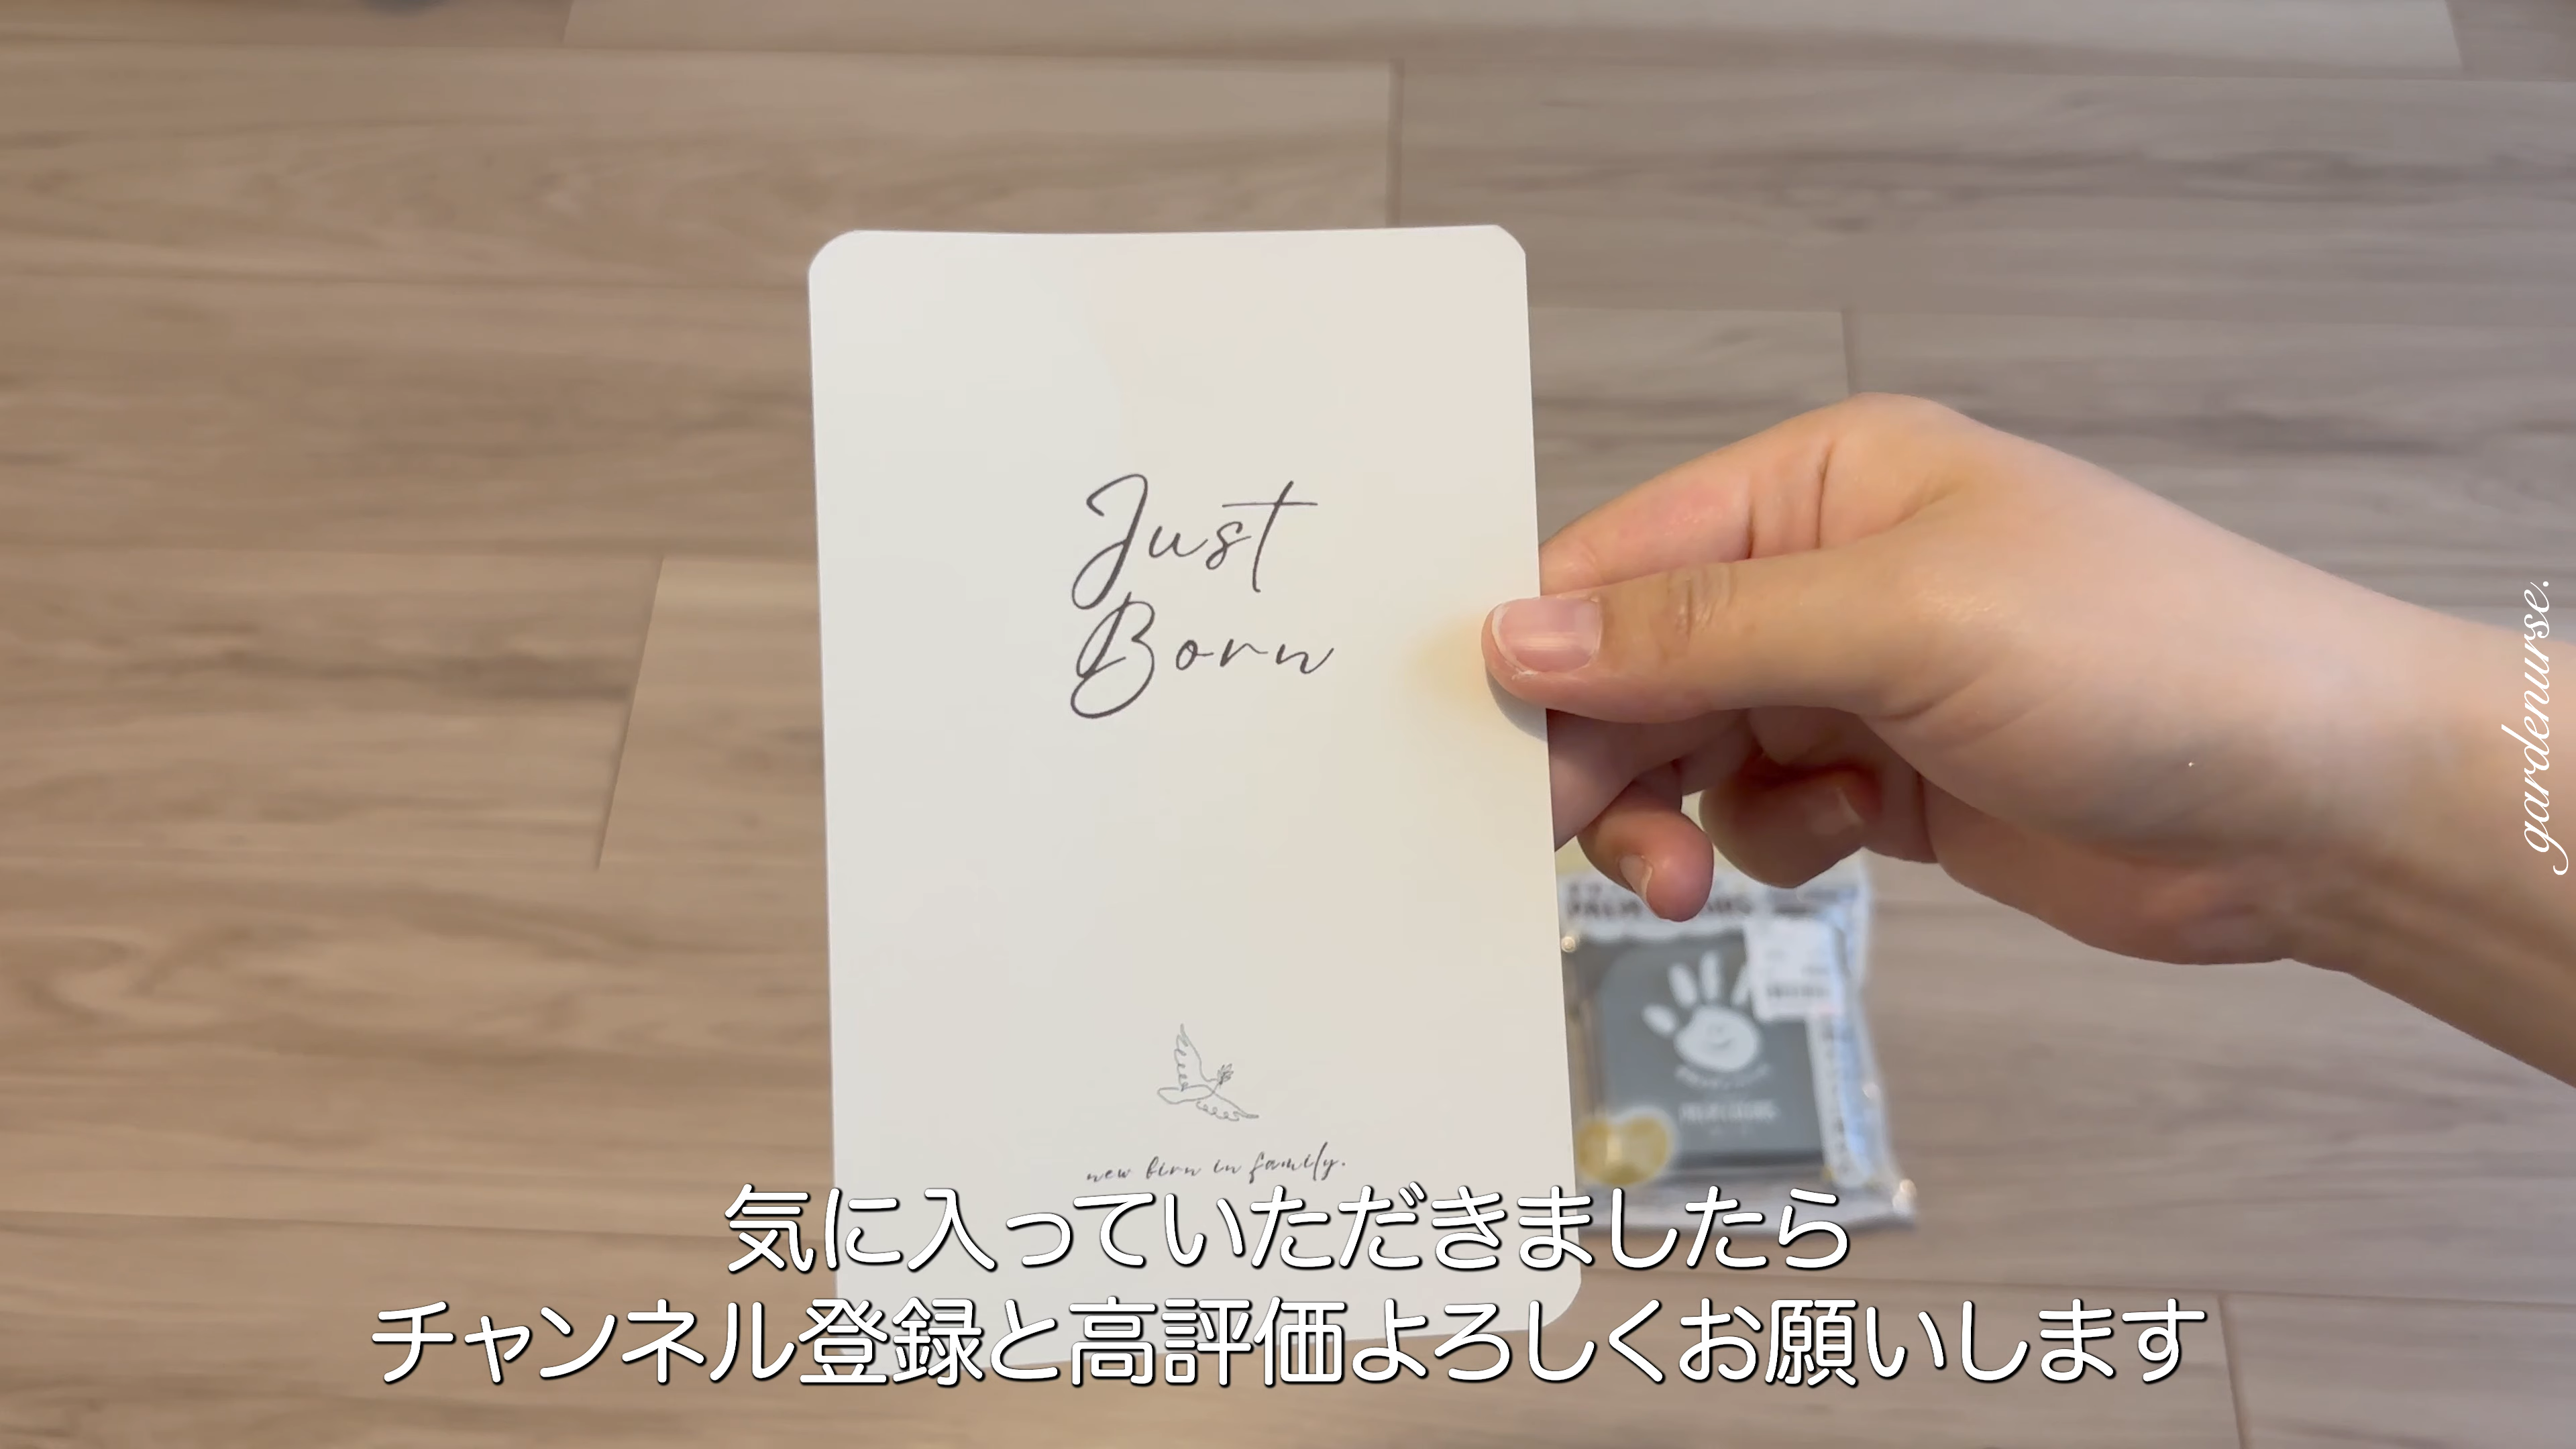 Just
Born
new birn in family.
気に入っていただきましたら
チャンネル登録と高評価よろしくお願いします
gardenurse.